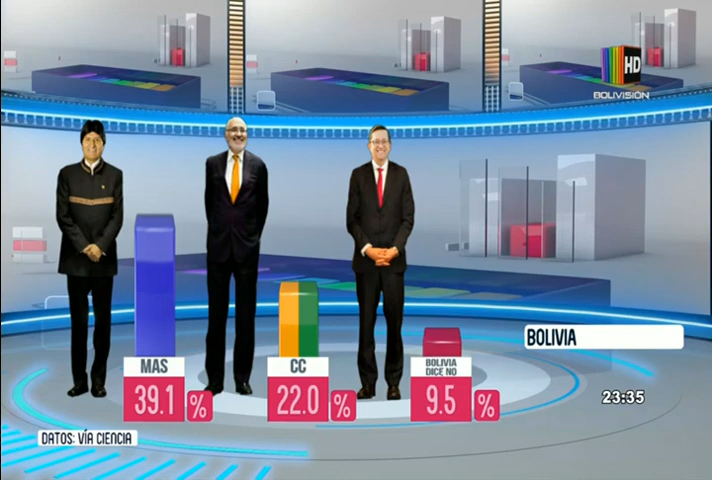 HD
BOLIVISIÓN
BOLIVIA
MAS
CC
BOLIVIA
DICE NO
39.1 %
22.0 %
9.5 %
23:35
DATOS: VÍA CIENCIA